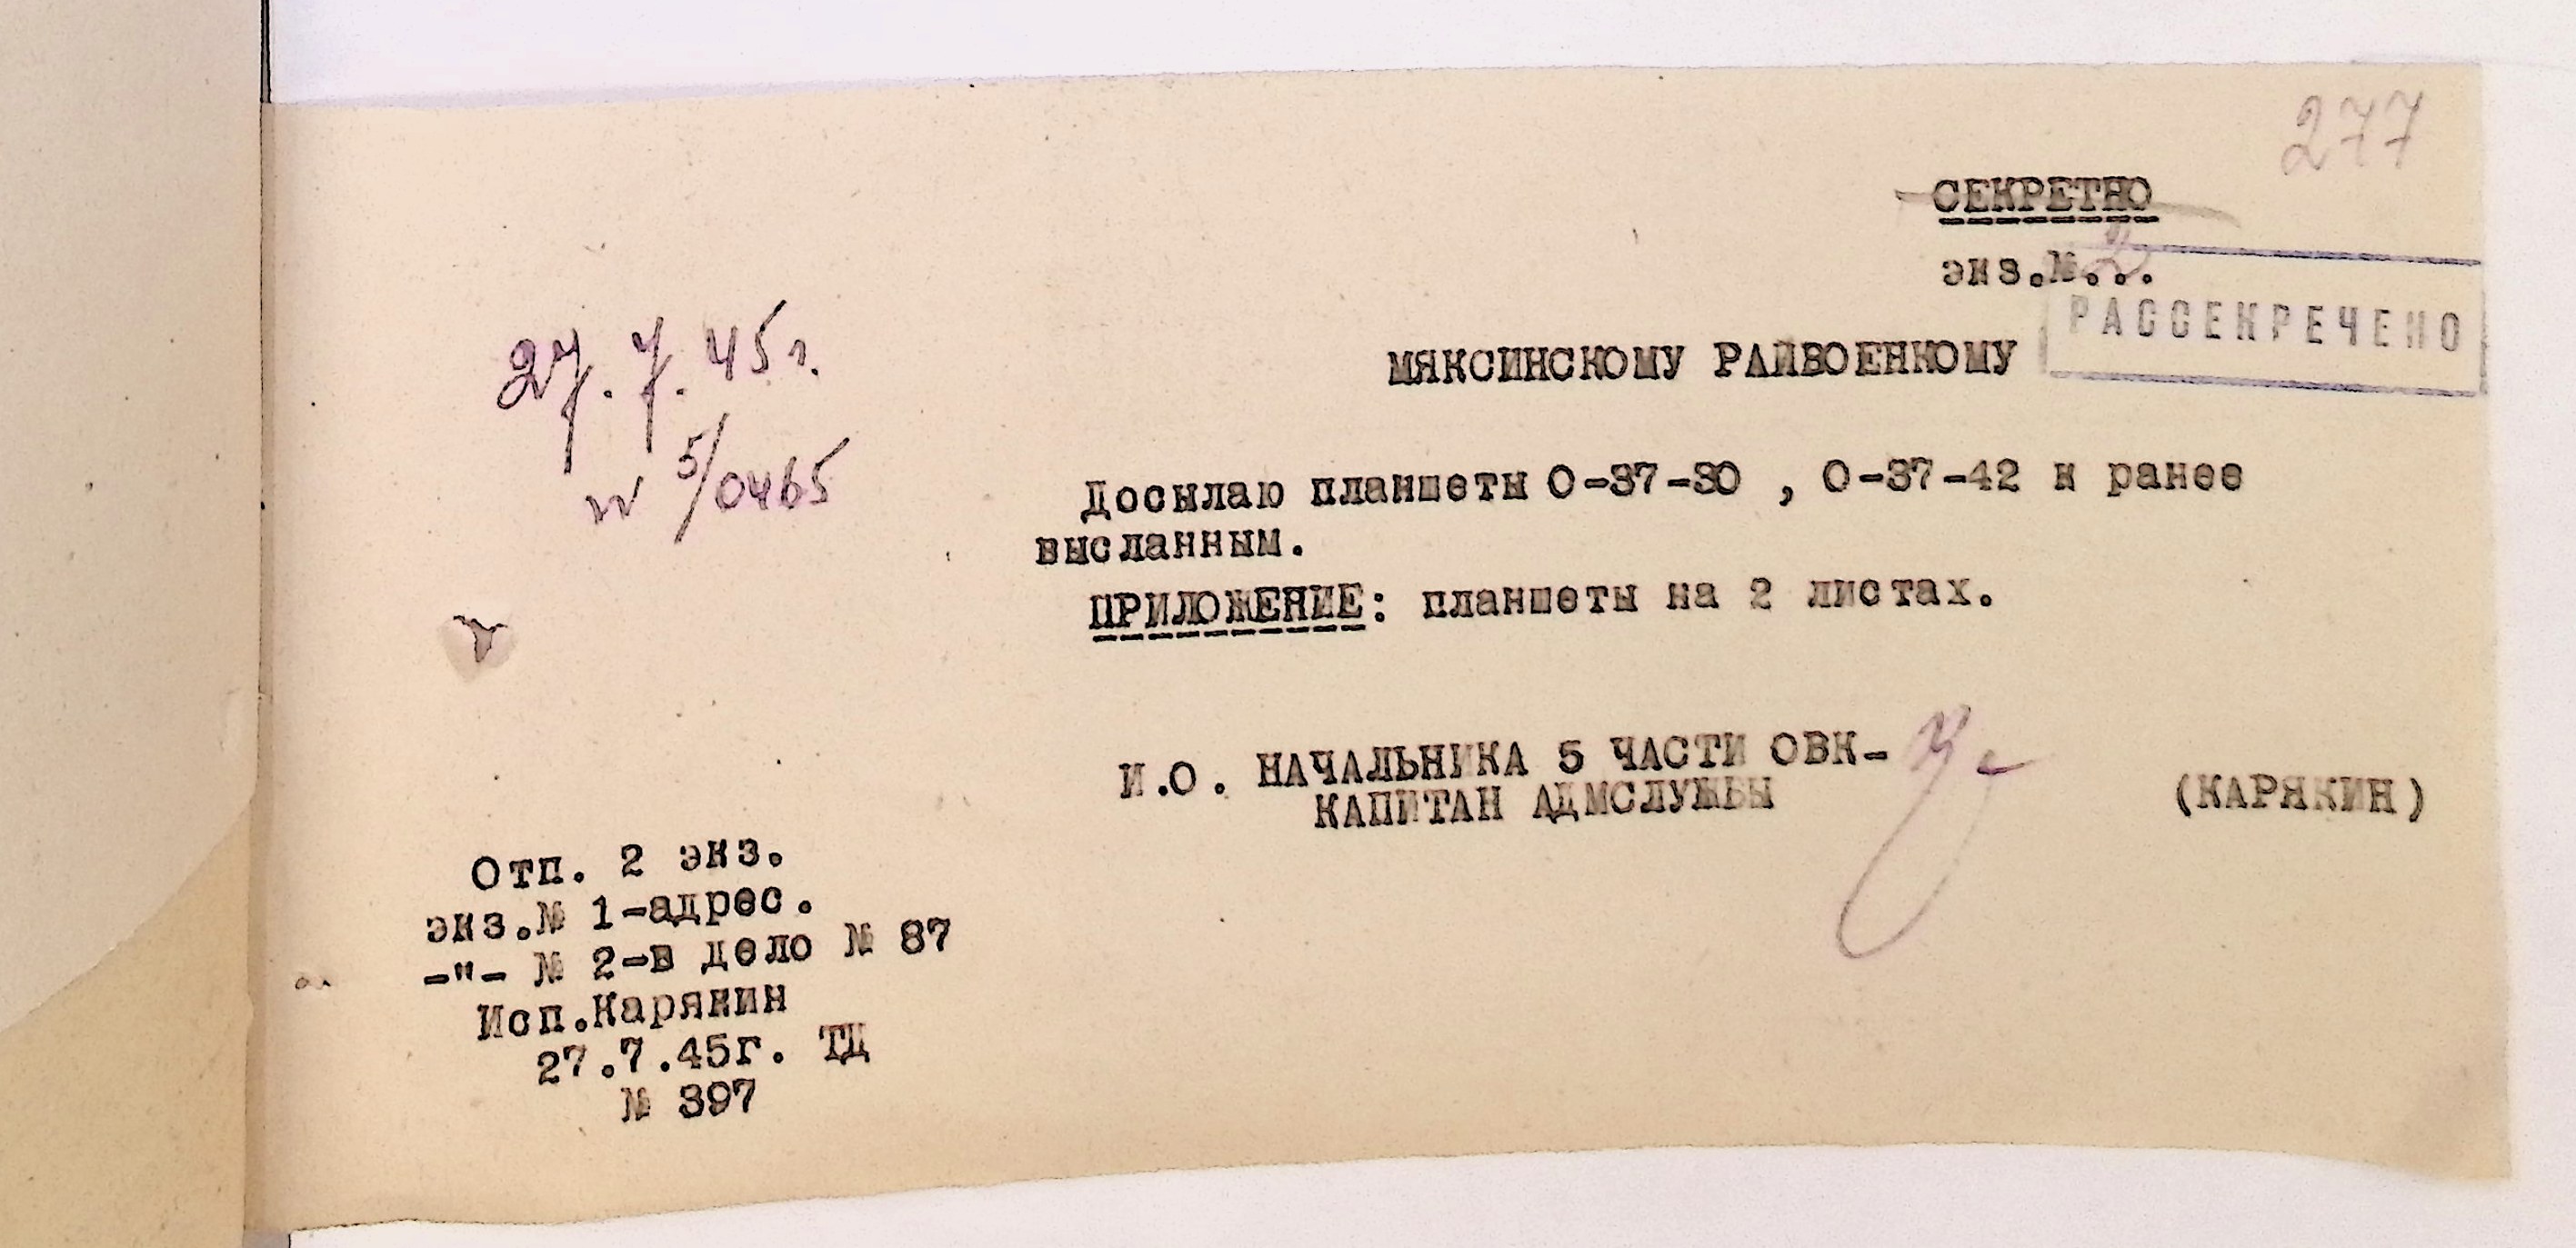 277
СЕКРЕТНО
экз.№...2
РАССЕКРЕЧЕНО
27.7.45г.
№ 5/0465
МЯКСИНСКОМУ РАЙВОЕНКОМУ
Досылаю планшеты О-37-30 , О-37-42 к ранее
высланным.
ПРИЛОЖЕНИЕ: планшеты на 2 листах.
И.О. НАЧАЛЬНИКА 5 ЧАСТИ ОВК-
КАПИТАН АДМСЛУЖБЫ
(КАРЯКИН)
Отп. 2 экз.
экз.№ 1-адрес.
-"- № 2-в дело № 87
Исп.Карякин
27.7.45г. ТД
№ 397